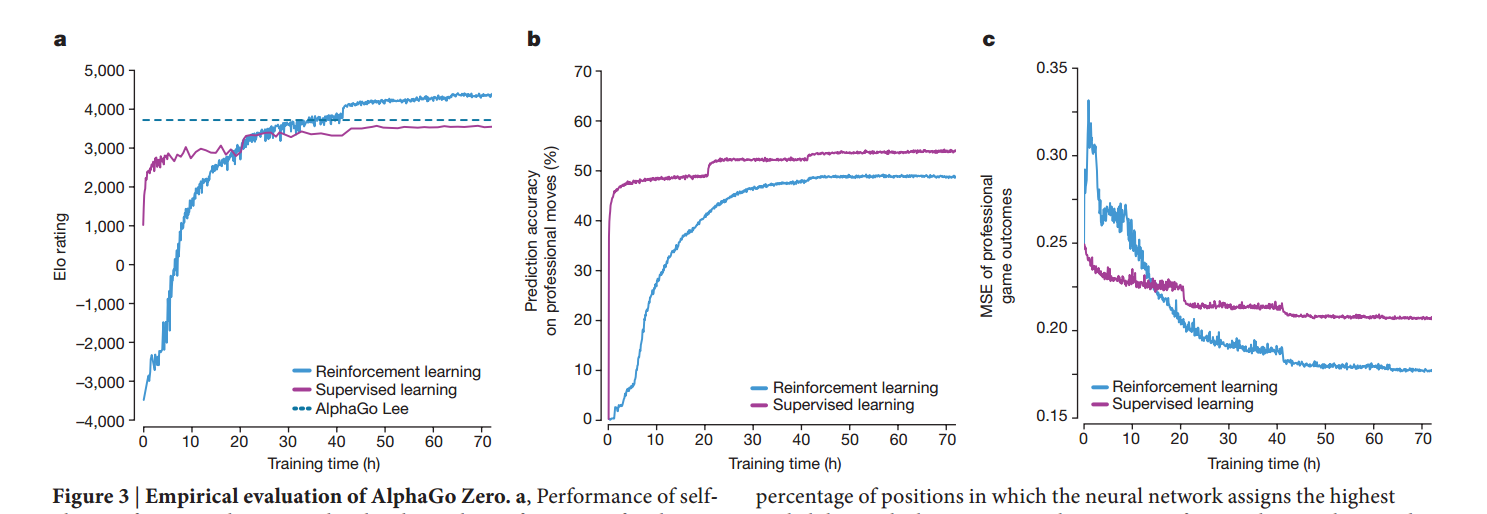 a
5,000
4,000
3,000
2,000
1,000
0
–1,000
–2,000
–3,000
–4,000
Elo rating
0 10 20 30 40 50 60 70
Training time (h)
Reinforcement learning
Supervised learning
AlphaGo Lee
b
70
60
50
40
30
20
10
0
Prediction accuracy
on professional moves (%)
0 10 20 30 40 50 60 70
Training time (h)
Reinforcement learning
Supervised learning
c
0.35
0.30
0.25
0.20
0.15
MSE of professional
game outcomes
0 10 20 30 40 50 60 70
Training time (h)
Reinforcement learning
Supervised learning
Figure 3 | Empirical evaluation of AlphaGo Zero. a, Performance of self-
percentage of positions in which the neural network assigns the highest